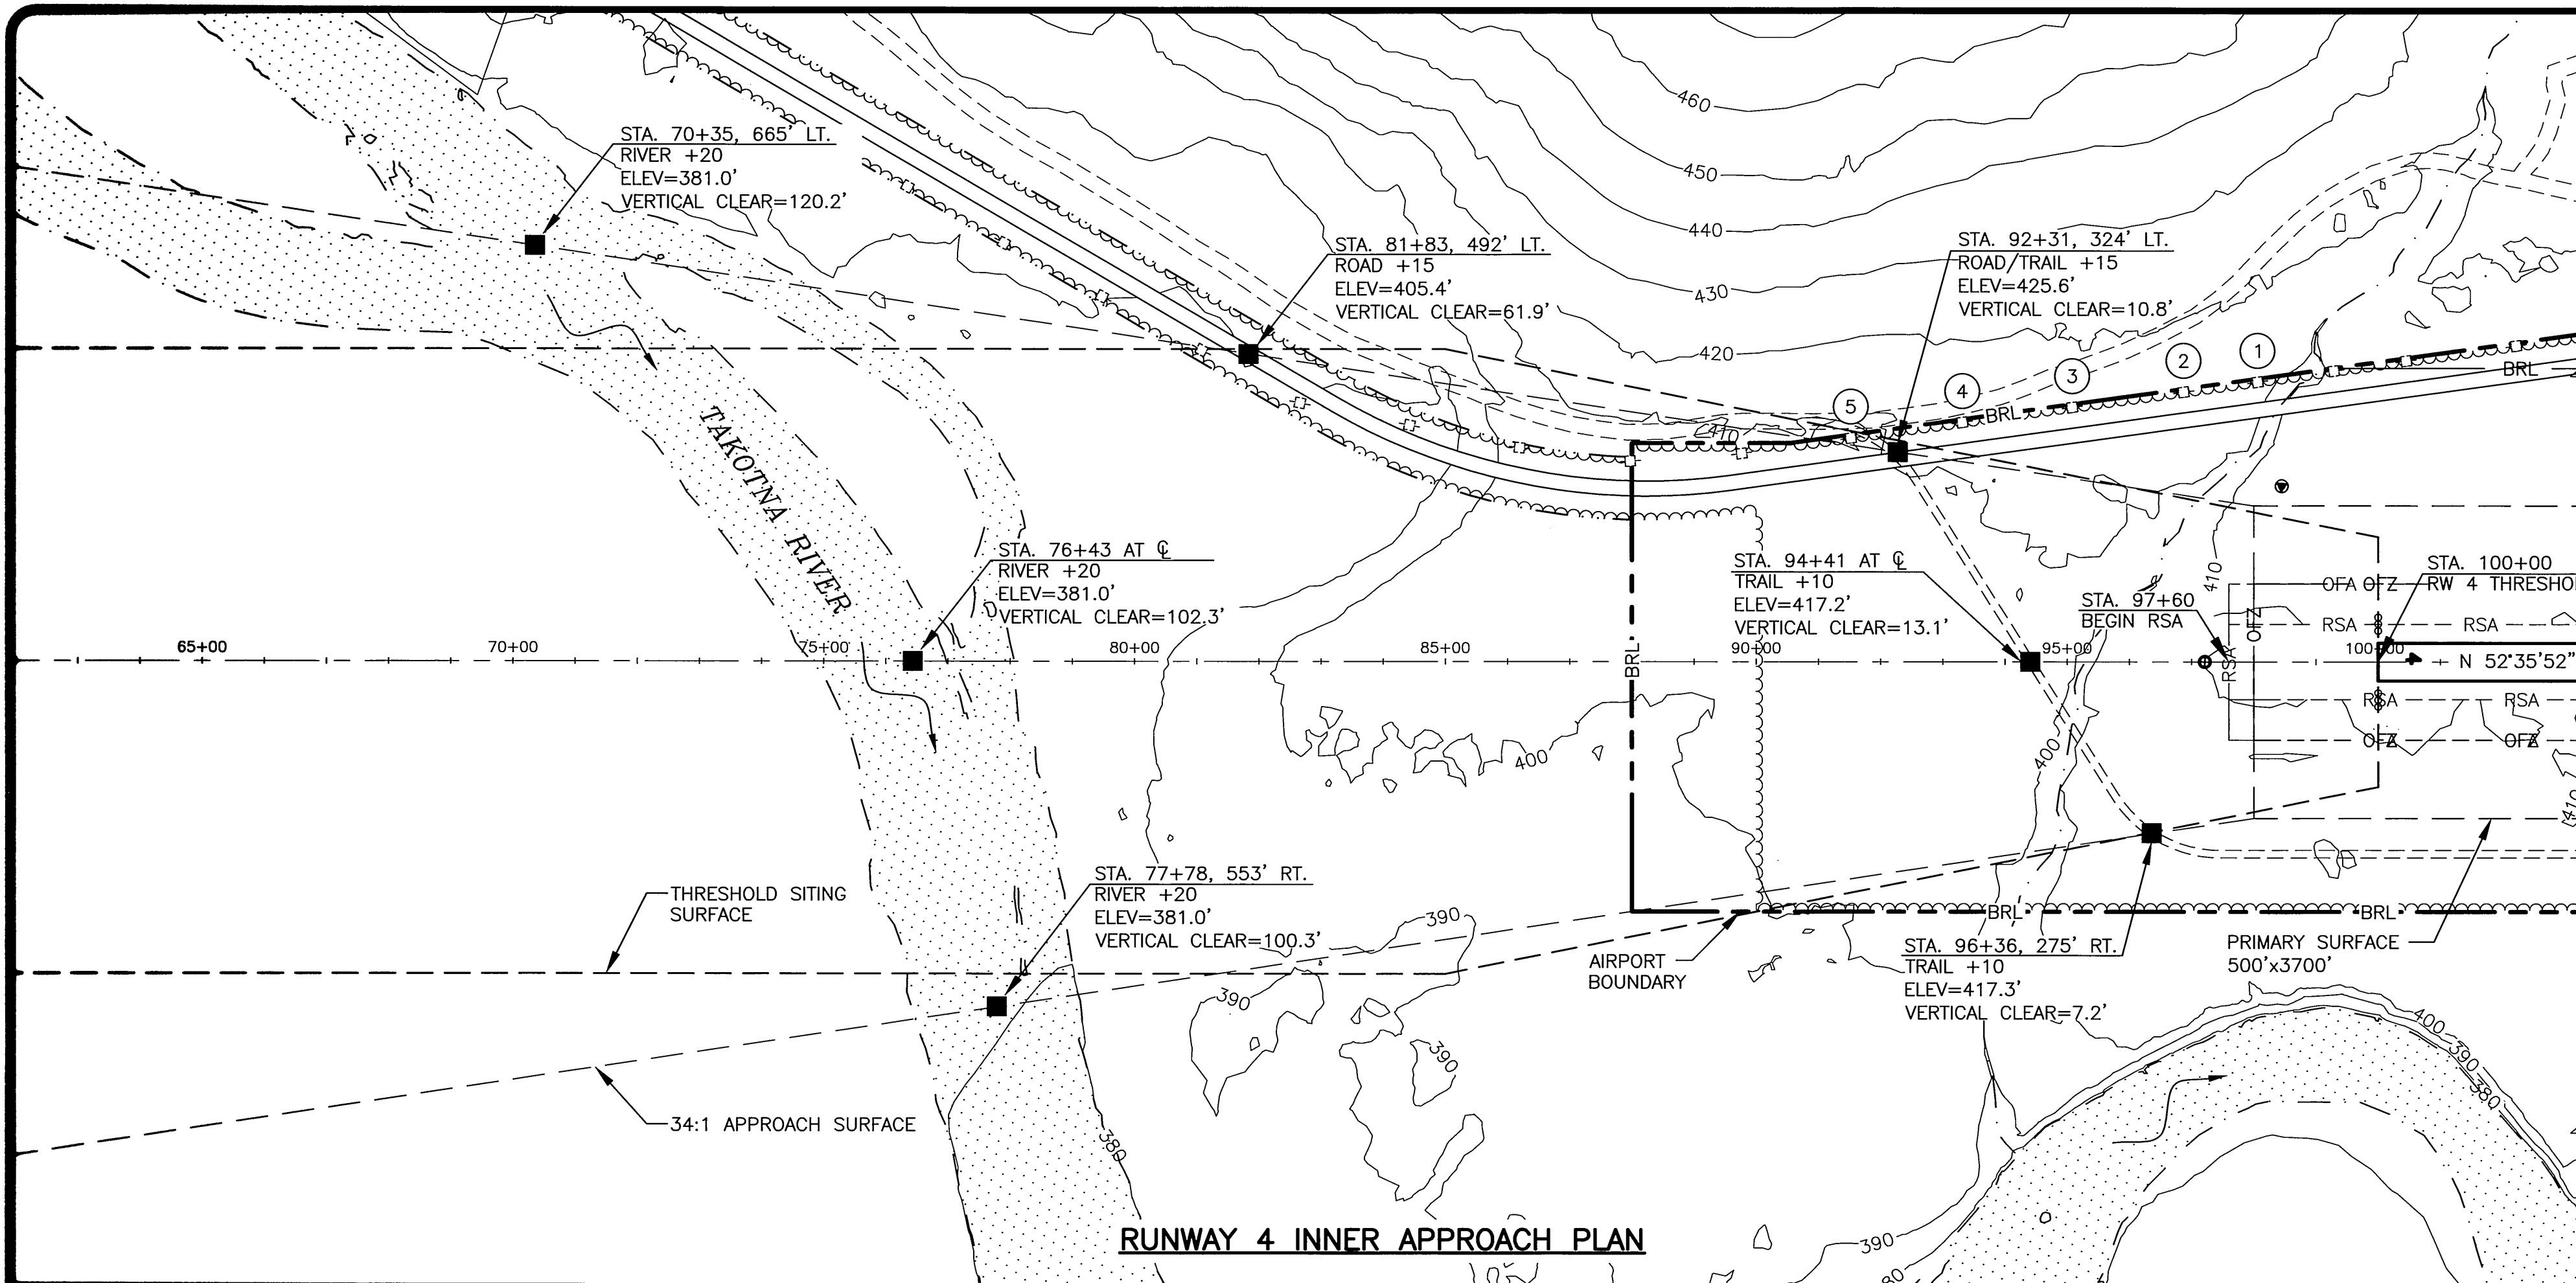 460
450
440
430
420
410
STA. 70+35, 665' LT.
RIVER +20
ELEV=381.0'
VERTICAL CLEAR=120.2'
STA. 81+83, 492' LT.
ROAD +15
ELEV=405.4'
VERTICAL CLEAR=61.9'
STA. 92+31, 324' LT.
ROAD/TRAIL +15
ELEV=425.6'
VERTICAL CLEAR=10.8'
5
4
3
2
1
BRL
BRL
TAKOTNA RIVER
STA. 76+43 AT ℄
RIVER +20
ELEV=381.0'
VERTICAL CLEAR=102.3'
STA. 94+41 AT ℄
TRAIL +10
ELEV=417.2'
VERTICAL CLEAR=13.1'
STA. 97+60
BEGIN RSA
STA. 100+00
RW 4 THRESHO
410
OFA OFZ
OFZ
RSA
RSA
65+00
70+00
75+00
80+00
85+00
90+00
95+00
100+00
N 52°35'52"
BRL
RSA
RSA
RSA
OFZ
OFZ
400
400
410
STA. 77+78, 553' RT.
RIVER +20
ELEV=381.0'
VERTICAL CLEAR=100.3'
THRESHOLD SITING
SURFACE
390
390
390
AIRPORT
BOUNDARY
BRL
BRL
STA. 96+36, 275' RT.
TRAIL +10
ELEV=417.3'
VERTICAL CLEAR=7.2'
PRIMARY SURFACE
500'x3700'
34:1 APPROACH SURFACE
380
400
390
380
390
RUNWAY 4 INNER APPROACH PLAN